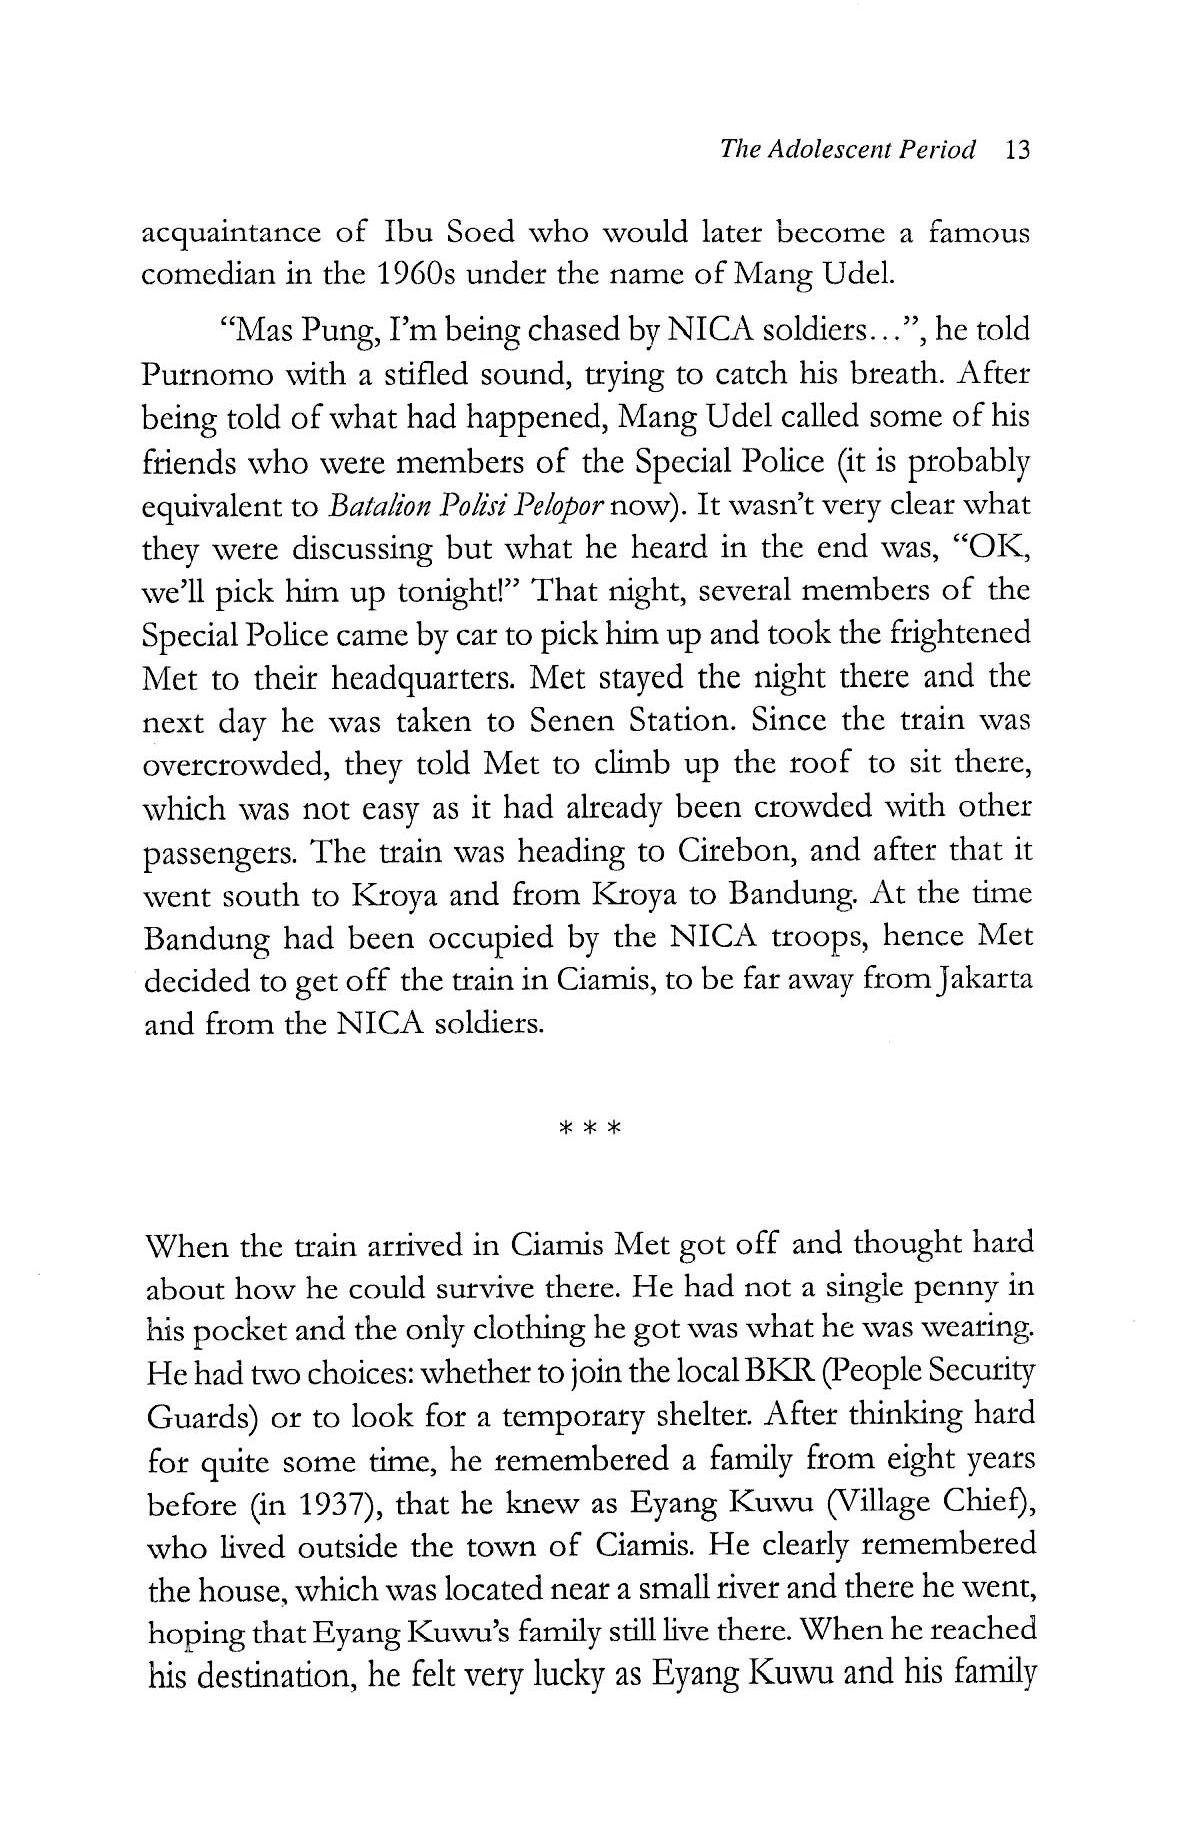 The Adolescent Period 13
acquaintance of Ibu Soed who would later become a famous
comedian in the 1960s under the name of Mang Udel.
“Mas Pung, I’m being chased by NICA soldiers...”, he told
Purnomo with a stifled sound, trying to catch his breath. After
being told of what had happened, Mang Udel called some of his
friends who were members of the Special Police (it is probably
equivalent to Batalion Polisi Pelopor now). It wasn’t very clear what
they were discussing but what he heard in the end was, “OK,
we’ll pick him up tonight!” That night, several members of the
Special Police came by car to pick him up and took the frightened
Met to their headquarters. Met stayed the night there and the
next day he was taken to Senen Station. Since the train was
overcrowded, they told Met to climb up the roof to sit there,
which was not easy as it had already been crowded with other
passengers. The train was heading to Cirebon, and after that it
went south to Kroya and from Kroya to Bandung. At the time
Bandung had been occupied by the NICA troops, hence Met
decided to get off the train in Ciamis, to be far away from Jakarta
and from the NICA soldiers.
* * *
When the train arrived in Ciamis Met got off and thought hard
about how he could survive there. He had not a single penny in
his pocket and the only clothing he got was what he was wearing.
He had two choices: whether to join the local BKR (People Security
Guards) or to look for a temporary shelter. After thinking hard
for quite some time, he remembered a family from eight years
before (in 1937), that he knew as Eyang Kuwu (Village Chief),
who lived outside the town of Ciamis. He clearly remembered
the house, which was located near a small river and there he went,
hoping that Eyang Kuwu’s family still live there. When he reached
his destination, he felt very lucky as Eyang Kuwu and his family